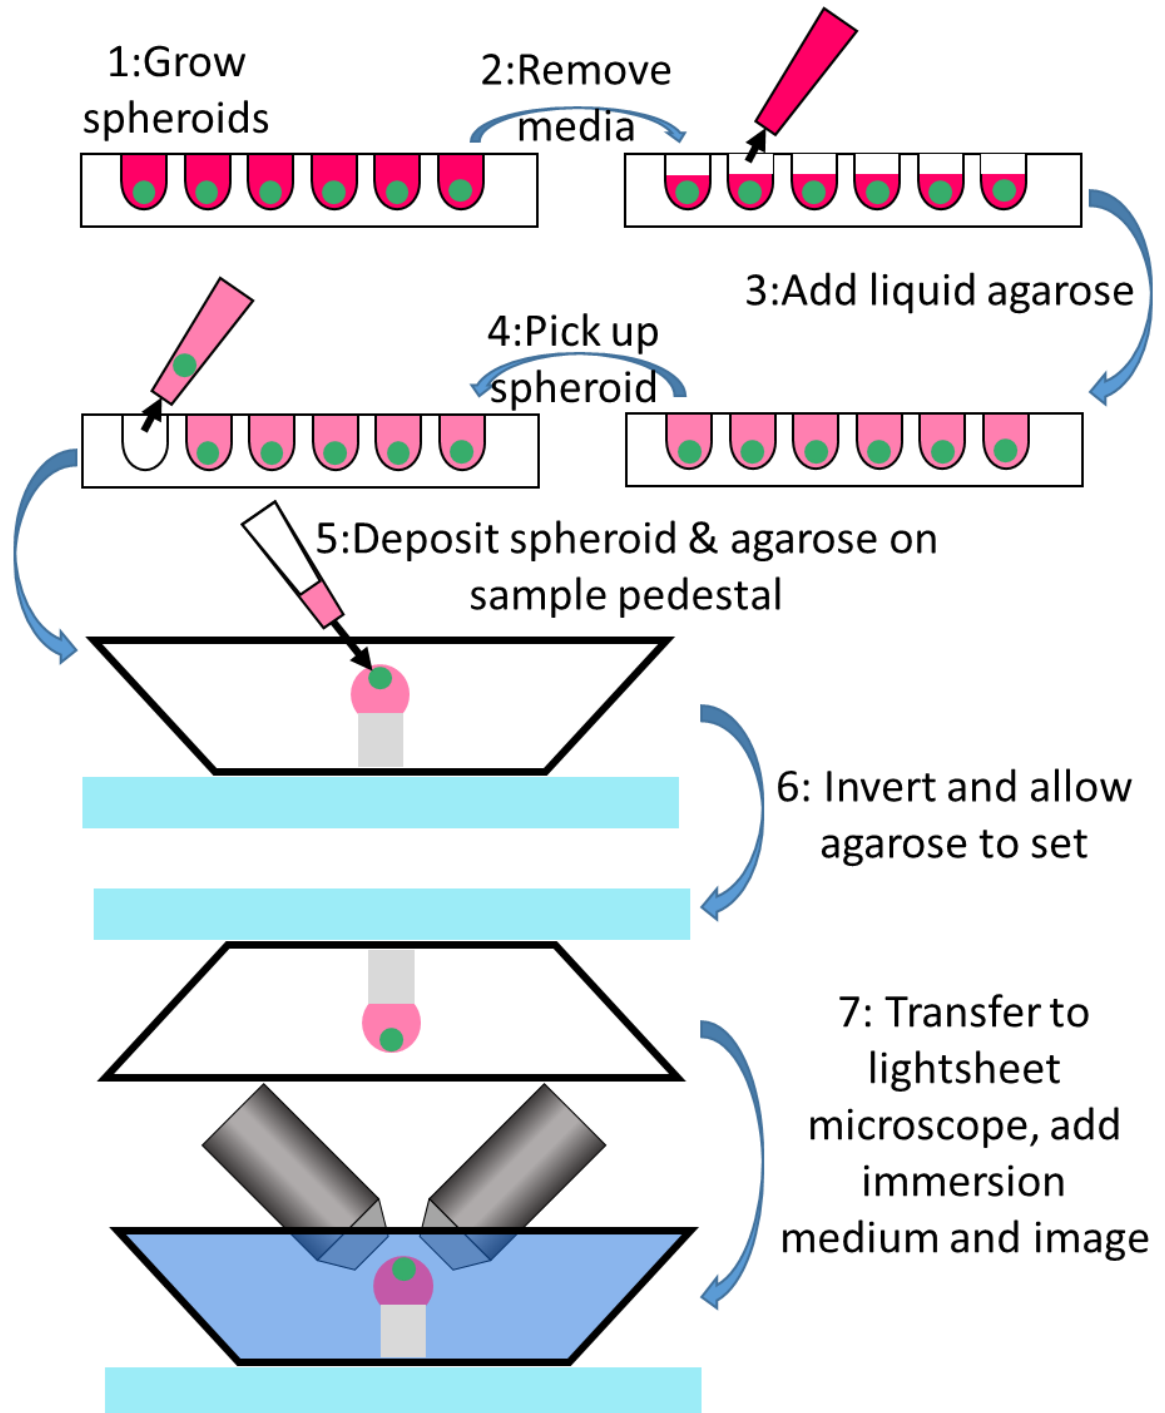 1:Grow
spheroids
2:Remove
media
3:Add liquid agarose
4:Pick up
spheroid
5:Deposit spheroid & agarose on
sample pedestal
6: Invert and allow
agarose to set
7: Transfer to
lightsheet
microscope, add
immersion
medium and image